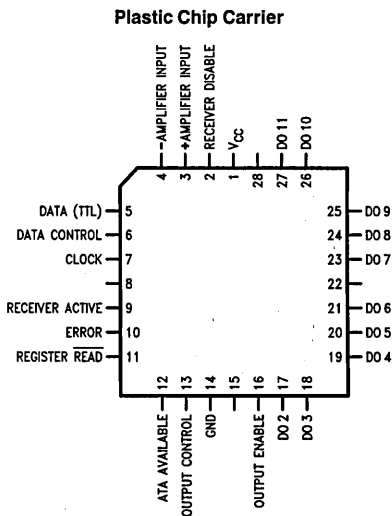 Plastic Chip Carrier
-AMPLIFIER INPUT
+AMPLIFIER INPUT
RECEIVER DISABLE
VCC
DO 11
DO 10
4 3 2 1 28 27 26
DATA (TTL) 5
DATA CONTROL 6
CLOCK 7
8
RECEIVER ACTIVE 9
ERROR 10
REGISTER READ 11
25 DO 9
24 DO 8
23 DO 7
22
21 DO 6
20 DO 5
19 DO 4
12 13 14 15 16 17 18
ATA AVAILABLE
OUTPUT CONTROL
GND
OUTPUT ENABLE
DO 2
DO 3